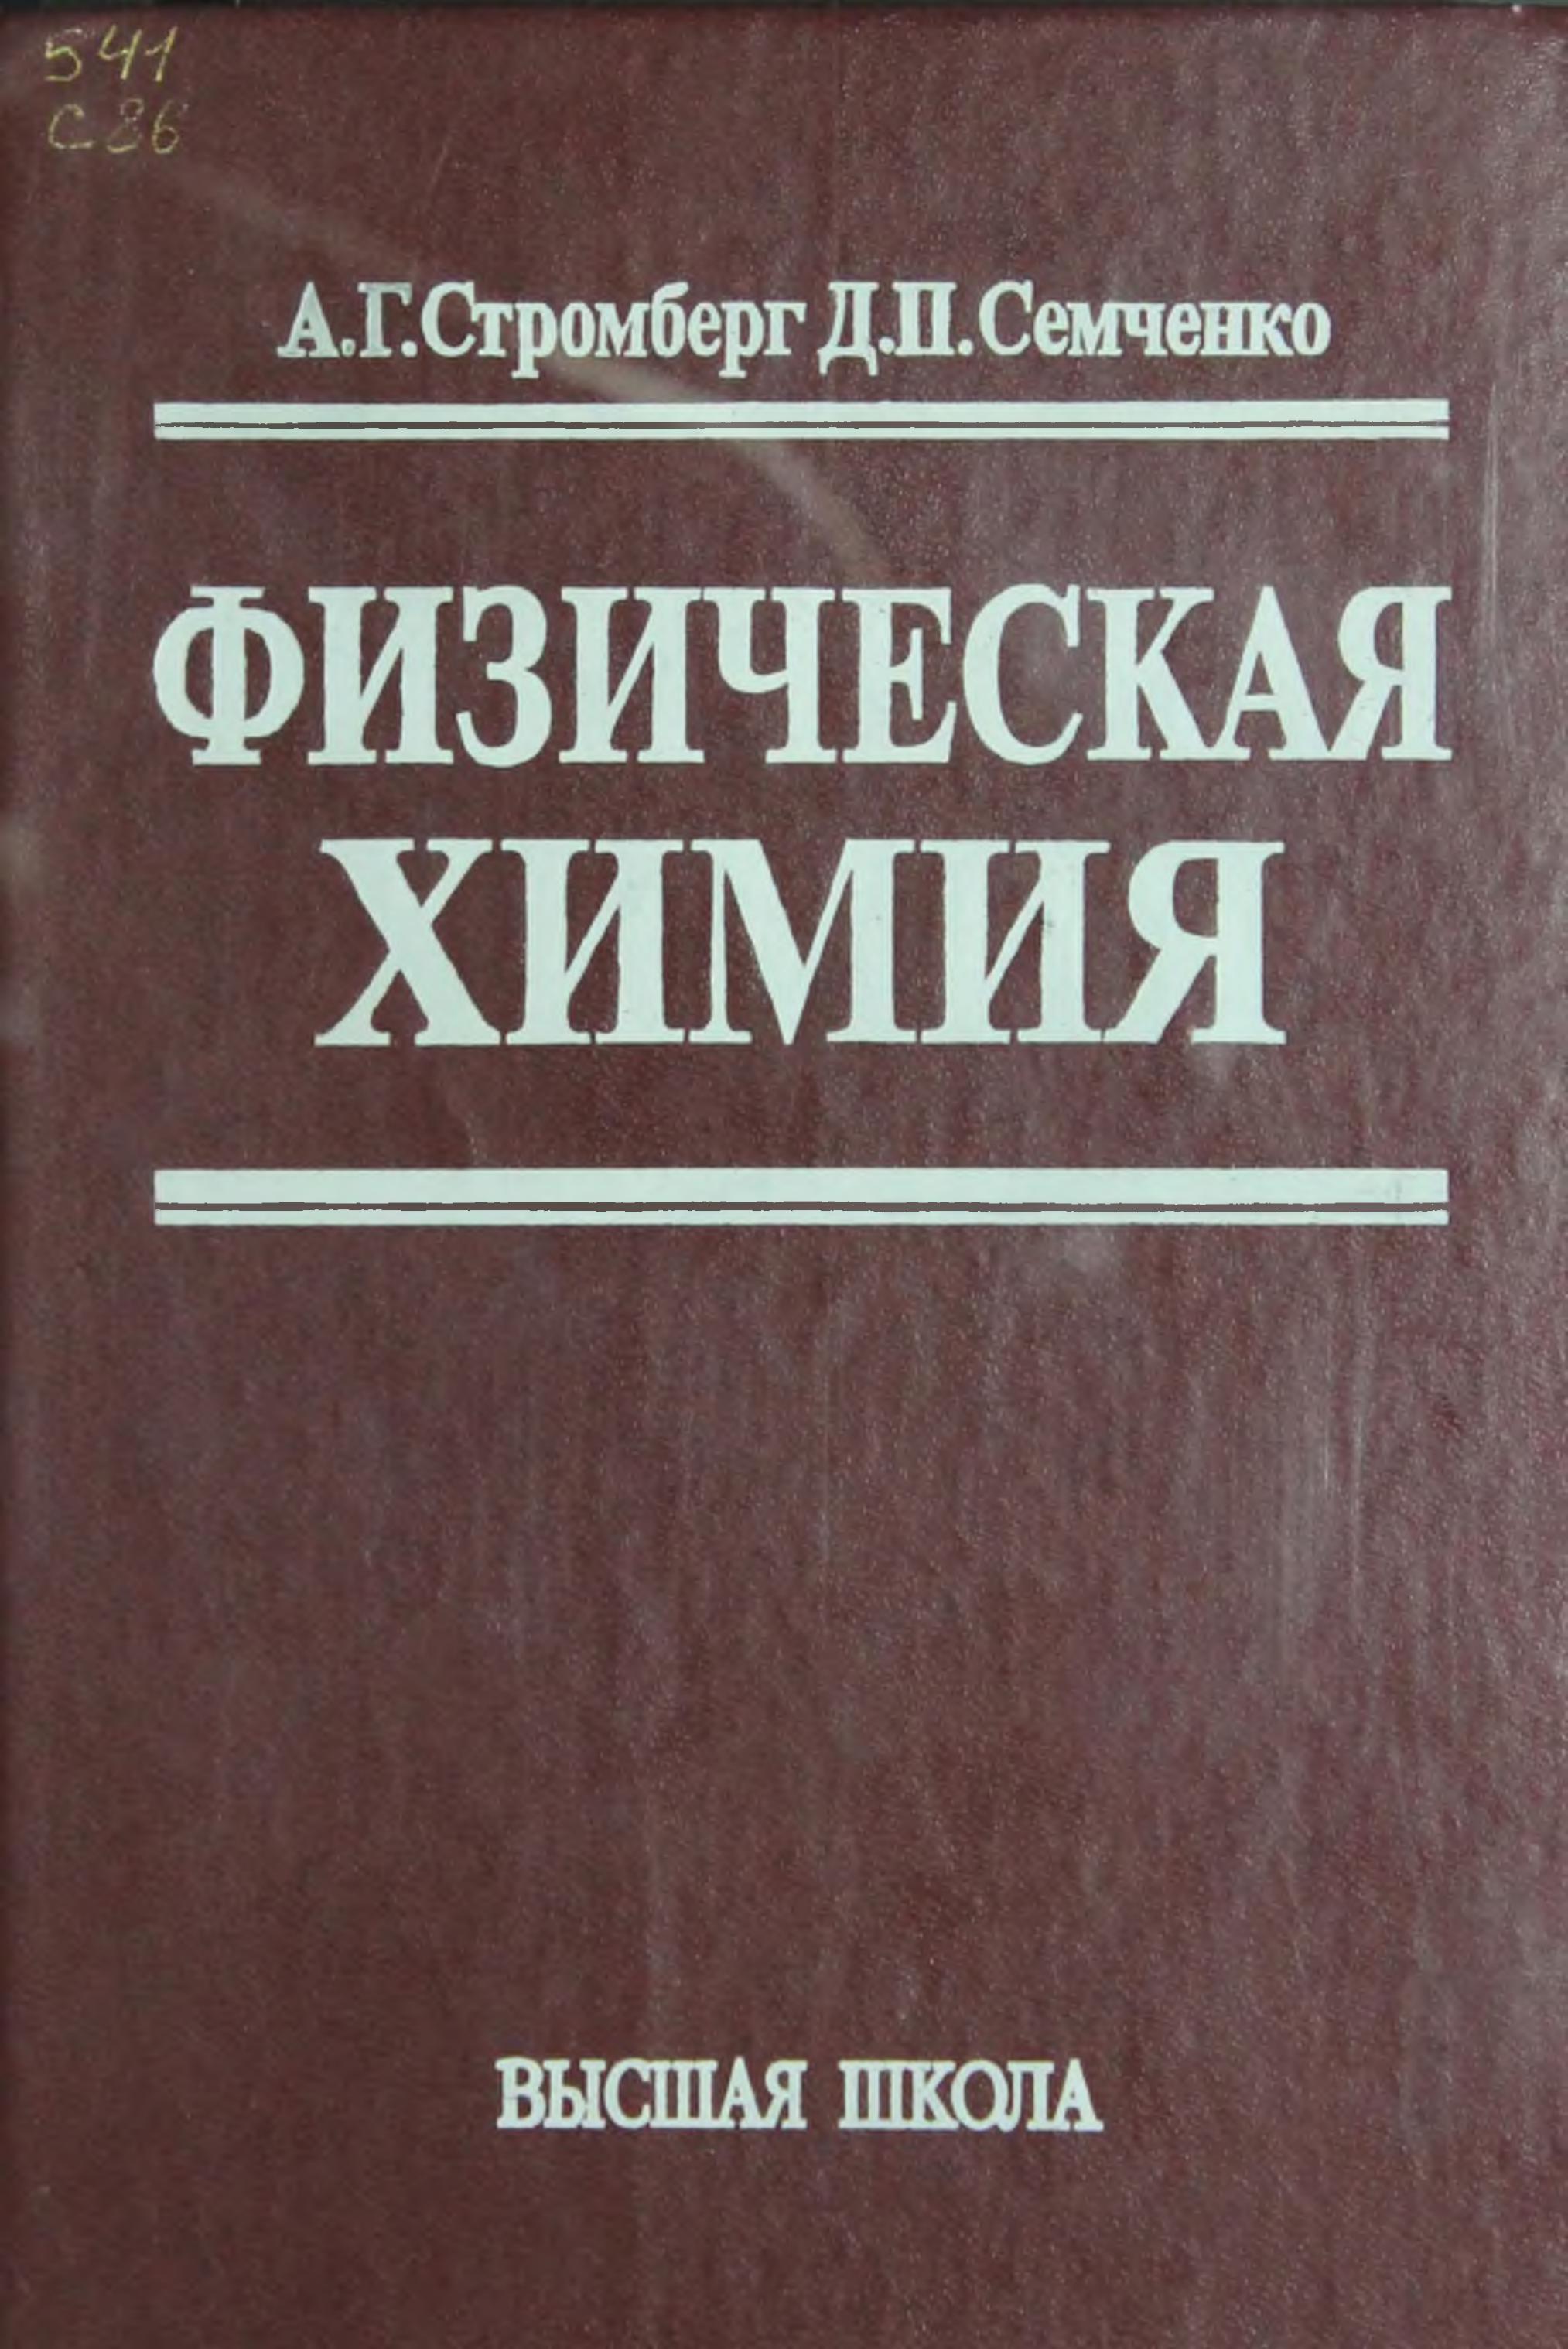 541
С86
А.Г.Стромберг Д.П.Семченко
ФИЗИЧЕСКАЯ
ХИМИЯ
ВЫСШАЯ ШКОЛА